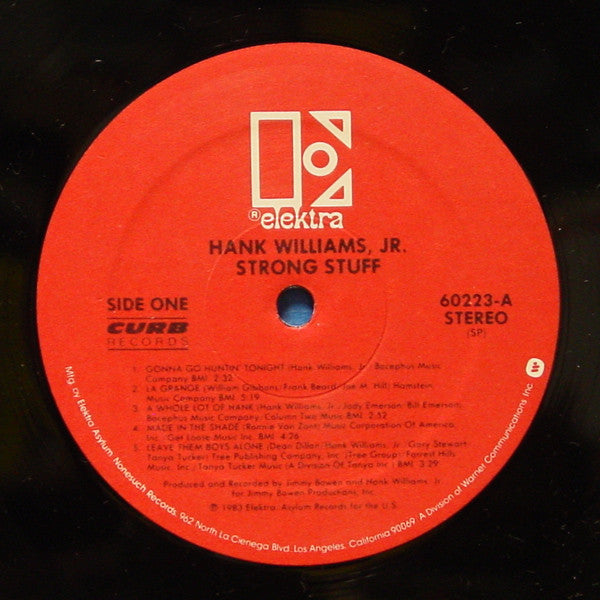 ® elektra
HANK WILLIAMS, JR.
STRONG STUFF
SIDE ONE
CURB
RECORDS
60223-A
STEREO
(SP)
1. GONNA GO HUNTIN' TONIGHT (Hank Williams, Jr.) Bocephus Music
Company BMI 2:32
2. LA GRANGE (William Gibbons/Frank Beard/Joe M. Hill) Hamstein
Music Company BMI 5:19
3. A WHOLE LOT OF HANK (Hank Williams, Jr./Jody Emerson/Bill Emerson)
Bocephus Music Company/Column Two Music BMI 2:52
4. MADE IN THE SHADE (Ronnie Van Zant) Music Corporation Of America,
Inc./Get Loose Music Inc. BMI 4:26
5. LEAVE THEM BOYS ALONE (Dean Dillon/Hank Williams, Jr./Gary Stewart/
Tanya Tucker) Tree Publishing Company, Inc. (Tree Group)/Forrest Hills
Music, Inc./Tanya Tucker Music (A Division Of Tanya Inc.) BMI 3:29
Produced and Recorded by Jimmy Bowen and Hank Williams, Jr.
for Jimmy Bowen Productions, Inc.
℗ 1983 Elektra/Asylum Records for the U.S.
Mfg. by Elektra/Asylum/Nonesuch Records, 962 North La Cienega Blvd. Los Angeles, California 90069. A Division of Warner Communications Inc.